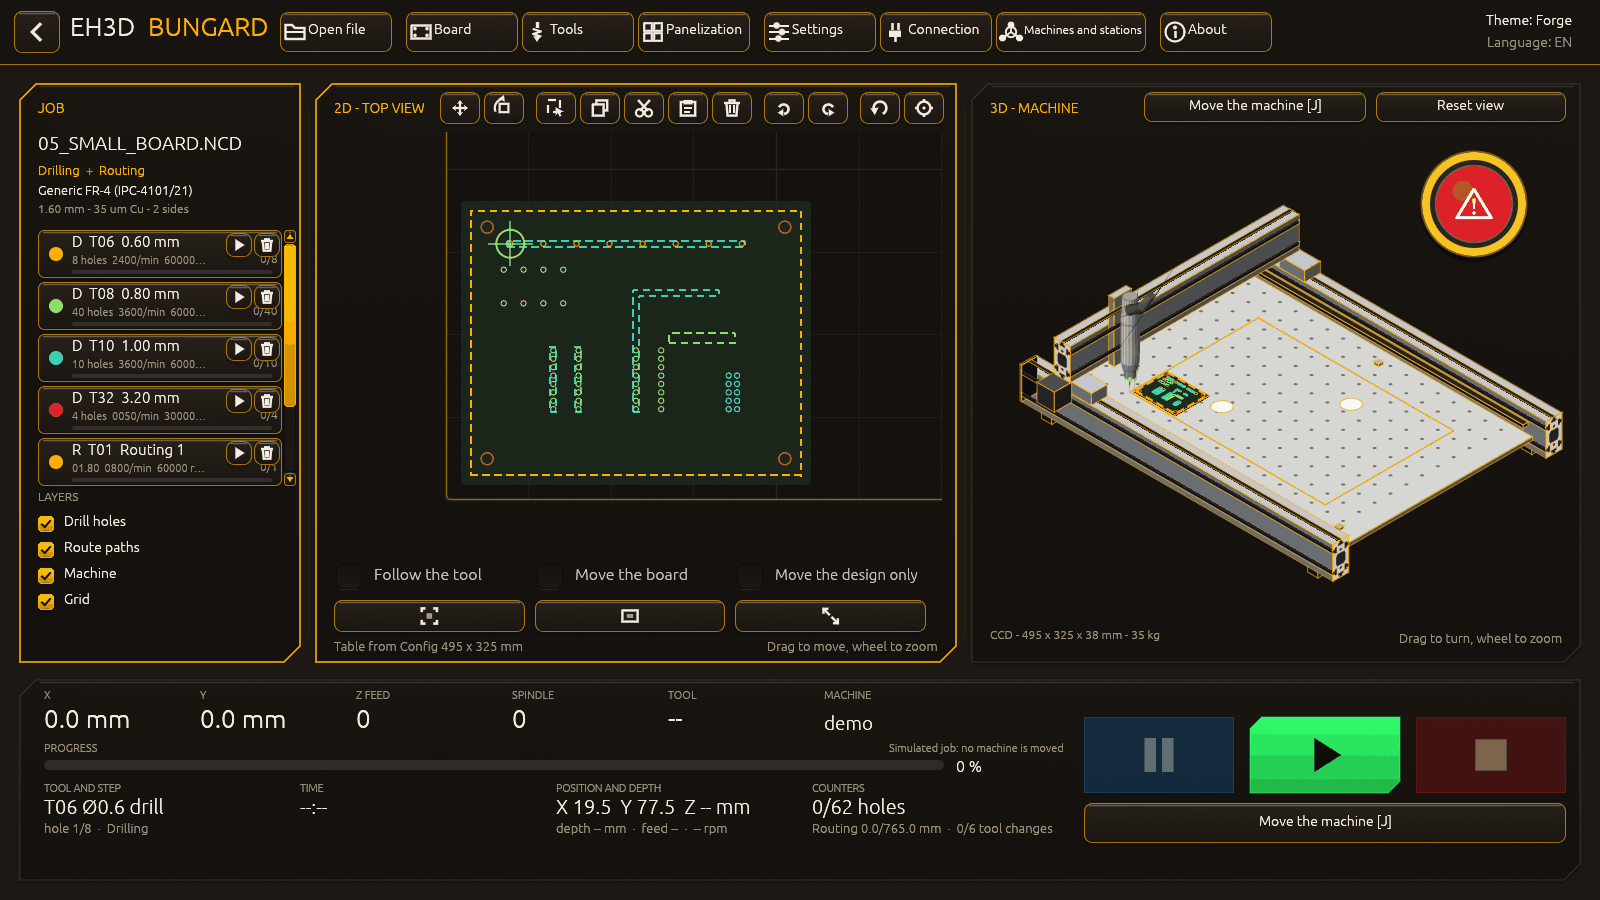 EH3D BUNGARD
Open file
Board
Tools
Panelization
Settings
Connection
Machines and stations
About
Theme: Forge
Language: EN
JOB
05_SMALL_BOARD.NCD
Drilling + Routing
Generic FR-4 (IPC-4101/21)
1.60 mm - 35 um Cu - 2 sides
D T06 0.60 mm
8 holes 2400/min 60000...
0/8
D T08 0.80 mm
40 holes 3600/min 6000...
0/40
D T10 1.00 mm
10 holes 3600/min 6000...
0/10
D T32 3.20 mm
4 holes 0050/min 30000...
0/4
R T01 Routing 1
01.80 0800/min 60000 r...
0/1
LAYERS
Drill holes
Route paths
Machine
Grid
2D - TOP VIEW
Follow the tool
Move the board
Move the design only
Table from Config 495 x 325 mm
Drag to move, wheel to zoom
3D - MACHINE
Move the machine [J]
Reset view
CCD - 495 x 325 x 38 mm - 35 kg
Drag to turn, wheel to zoom
X
0.0 mm
Y
0.0 mm
Z FEED
0
SPINDLE
0
TOOL
--
MACHINE
demo
PROGRESS
Simulated job: no machine is moved
0 %
TOOL AND STEP
T06 Ø0.6 drill
hole 1/8 · Drilling
TIME
--:--
POSITION AND DEPTH
X 19.5 Y 77.5 Z -- mm
depth -- mm · feed -- · -- rpm
COUNTERS
0/62 holes
Routing 0.0/765.0 mm · 0/6 tool changes
Move the machine [J]